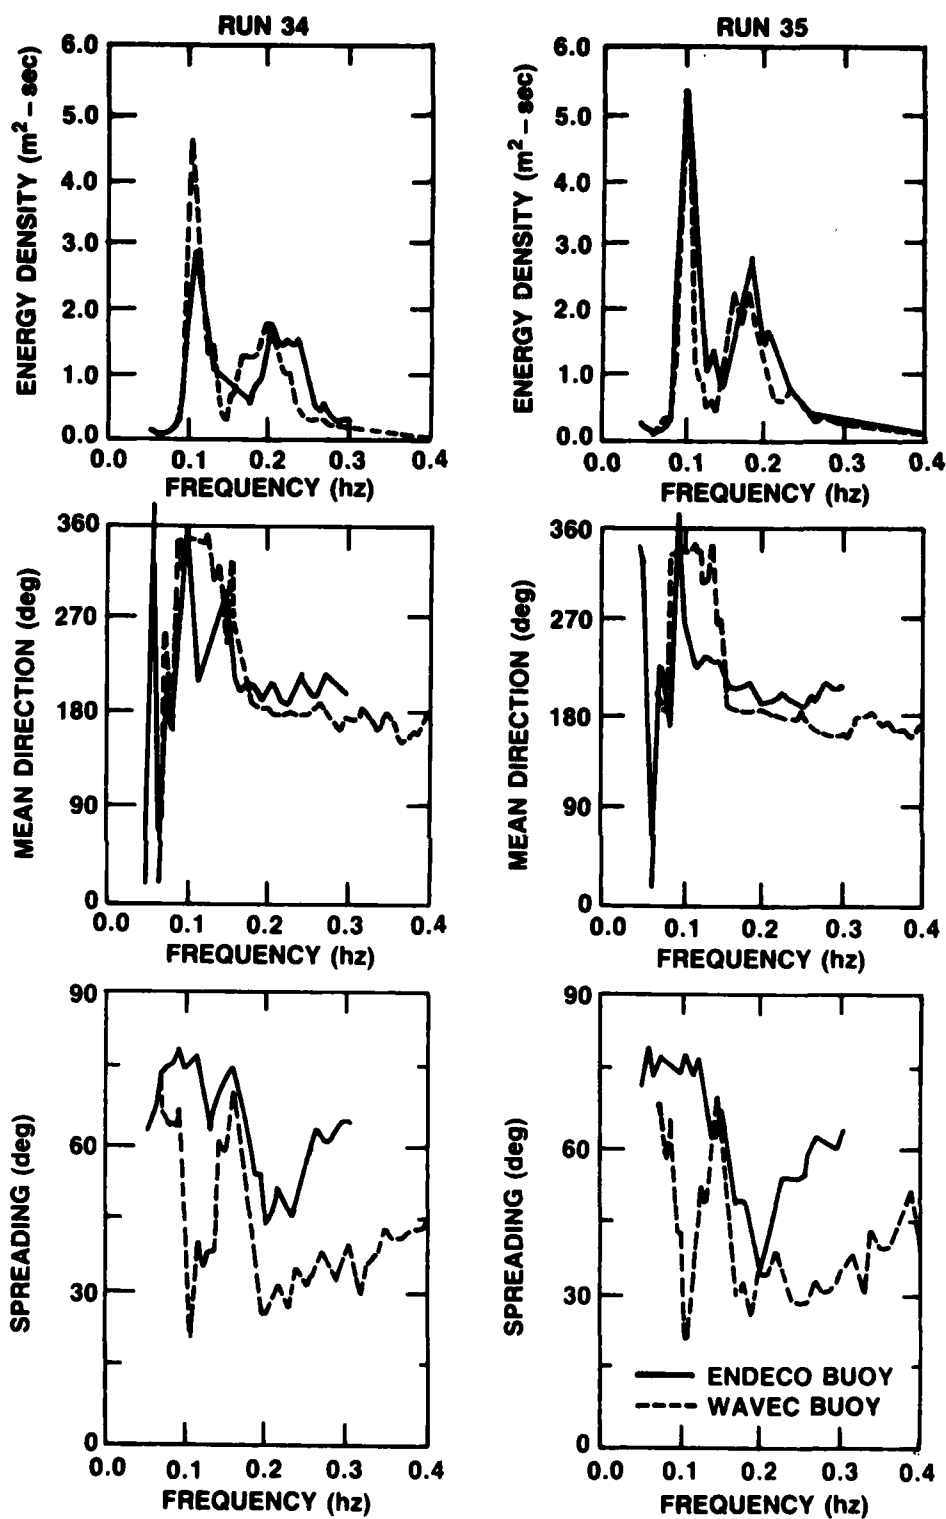 RUN 34
ENERGY DENSITY (m² – sec)
6.0
5.0
4.0
3.0
2.0
1.0
0.0
0.0 0.1 0.2 0.3 0.4
FREQUENCY (hz)
RUN 35
ENERGY DENSITY (m² – sec)
6.0
5.0
4.0
3.0
2.0
1.0
0.0
0.0 0.1 0.2 0.3 0.4
FREQUENCY (hz)
MEAN DIRECTION (deg)
360
270
180
90
0
0.0 0.1 0.2 0.3 0.4
FREQUENCY (hz)
MEAN DIRECTION (deg)
360
270
180
90
0
0.0 0.1 0.2 0.3 0.4
FREQUENCY (hz)
SPREADING (deg)
90
60
30
0
0.0 0.1 0.2 0.3 0.4
FREQUENCY (hz)
SPREADING (deg)
90
60
30
0
ENDECO BUOY
WAVEC BUOY
0.0 0.1 0.2 0.3 0.4
FREQUENCY (hz)